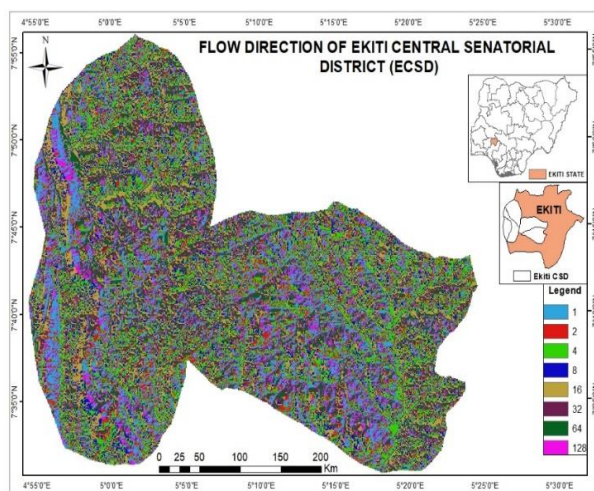 4°55'0"E 5°0'0"E 5°5'0"E 5°10'0"E 5°15'0"E 5°20'0"E 5°25'0"E 5°30'0"E
FLOW DIRECTION OF EKITI CENTRAL SENATORIAL
DISTRICT (ECSD)
N
7°55'0"N
7°50'0"N
7°45'0"N
7°40'0"N
7°35'0"N
EKITI STATE
EKITI
Ekiti CSD
Legend
1
2
4
8
16
32
64
128
0 25 50 100 150 200
Km
4°55'0"E 5°0'0"E 5°5'0"E 5°10'0"E 5°15'0"E 5°20'0"E 5°25'0"E 5°30'0"E